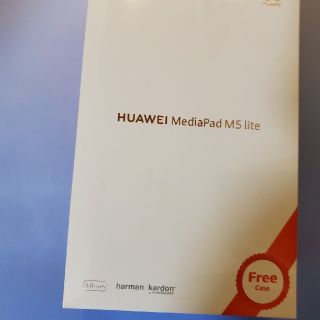 HUAWEI MediaPad M5 lite
harman/kardon
Free
Case